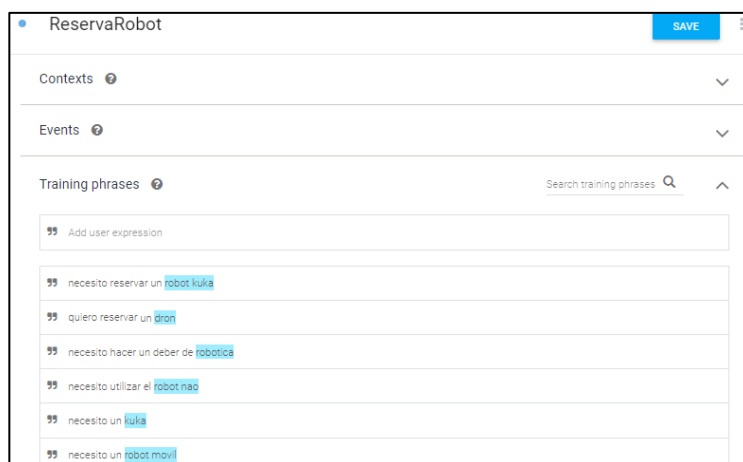 ReservaRobot
SAVE
Contexts
Events
Training phrases
Search training phrases
Add user expression
necesito reservar un robot kuka
quiero reservar un dron
necesito hacer un deber de robotica
necesito utilizar el robot nao
necesito un kuka
necesito un robot movil